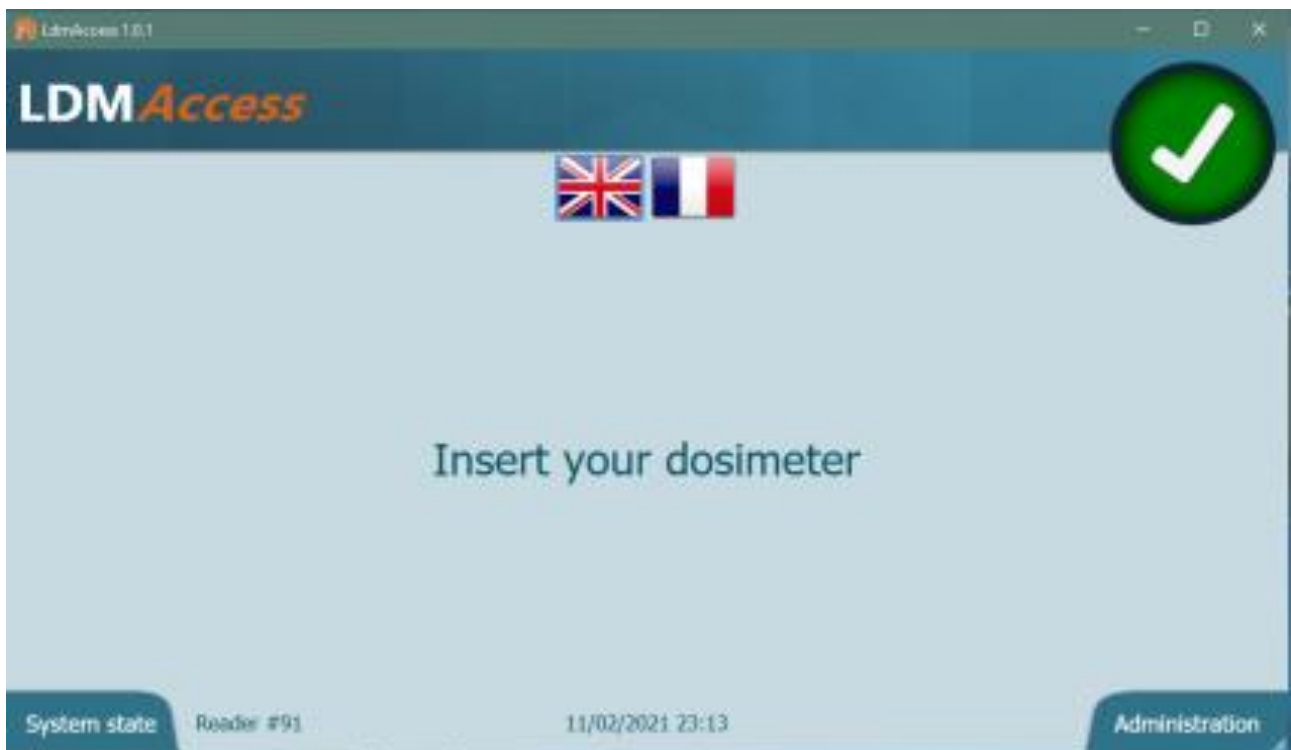 LdmAccess 1.0.1
LDMAccess
Insert your dosimeter
System state
Reader #91
11/02/2021 23:13
Administration